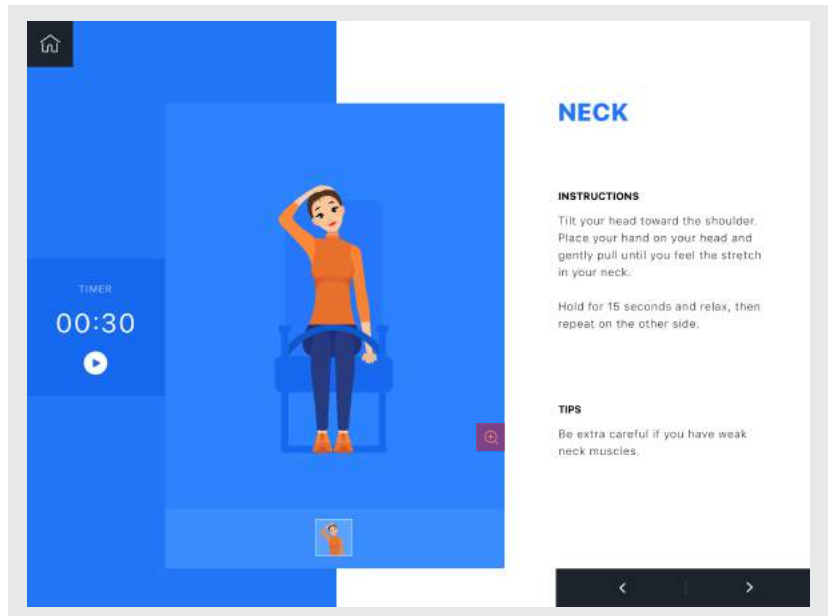 NECK
INSTRUCTIONS
Tilt your head toward the shoulder.
Place your hand on your head and
gently pull until you feel the stretch
in your neck.
Hold for 15 seconds and relax, then
repeat on the other side.
TIMER
00:30
TIPS
Be extra careful if you have weak
neck muscles.